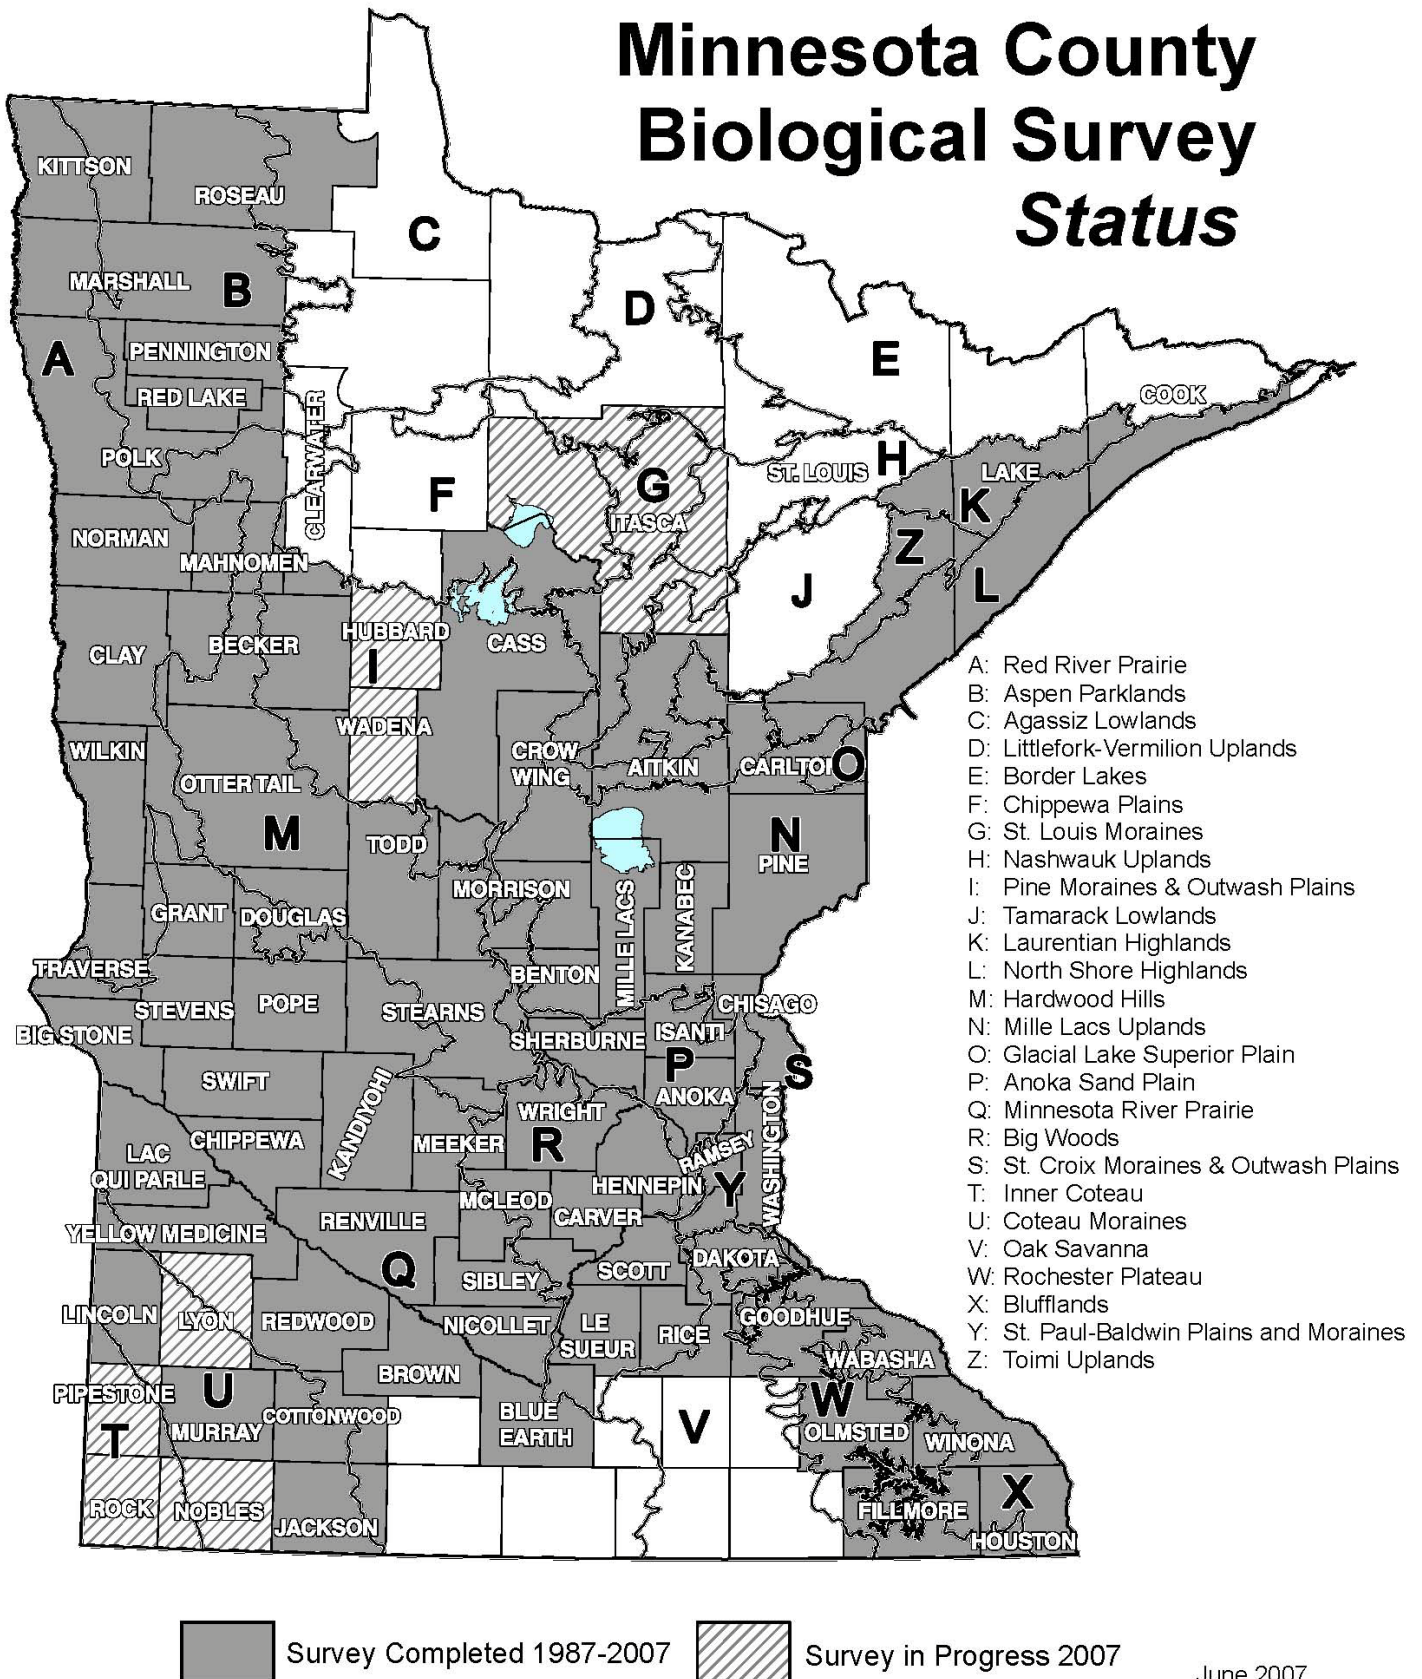 Minnesota County
Biological Survey
Status
KITTSON
ROSEAU
C
MARSHALL
B
D
A
PENNINGTON
E
RED LAKE
COOK
CLEARWATER
POLK
ST. LOUIS
H
LAKE
F
G
K
ITASCA
NORMAN
MAHNOMEN
Z
J
L
HUBBARD
I
CASS
BECKER
CLAY
WADENA
WILKIN
CROW
WING
AITKIN
CARLTON
O
OTTER TAIL
M
TODD
N
PINE
MORRISON
MILLE LACS
KANABEC
GRANT
DOUGLAS
TRAVERSE
BENTON
STEVENS
POPE
STEARNS
CHISAGO
BIG STONE
SHERBURNE
ISANTI
P
S
SWIFT
KANDIYOHI
ANOKA
WASHINGTON
WRIGHT
R
CHIPPEWA
MEEKER
LAC
QUI PARLE
RAMSEY
HENNEPIN
Y
MCLEOD
CARVER
RENVILLE
YELLOW MEDICINE
Q
DAKOTA
SCOTT
SIBLEY
LINCOLN
LYON
REDWOOD
NICOLLET
LE
SUEUR
RICE
GOODHUE
WABASHA
BROWN
PIPESTONE
U
T
MURRAY
COTTONWOOD
BLUE
EARTH
V
W
OLMSTED
WINONA
ROCK
NOBLES
JACKSON
FILLMORE
X
HOUSTON
A: Red River Prairie
B: Aspen Parklands
C: Agassiz Lowlands
D: Littlefork-Vermilion Uplands
E: Border Lakes
F: Chippewa Plains
G: St. Louis Moraines
H: Nashwauk Uplands
I: Pine Moraines & Outwash Plains
J: Tamarack Lowlands
K: Laurentian Highlands
L: North Shore Highlands
M: Hardwood Hills
N: Mille Lacs Uplands
O: Glacial Lake Superior Plain
P: Anoka Sand Plain
Q: Minnesota River Prairie
R: Big Woods
S: St. Croix Moraines & Outwash Plains
T: Inner Coteau
U: Coteau Moraines
V: Oak Savanna
W: Rochester Plateau
X: Blufflands
Y: St. Paul-Baldwin Plains and Moraines
Z: Toimi Uplands
Survey Completed 1987-2007
Survey in Progress 2007
June 2007